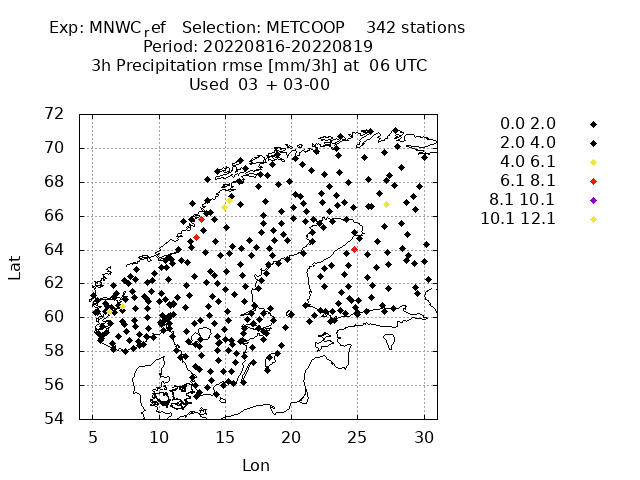 Exp: MNWC_ref   Selection: METCOOP    342 stations
Period: 20220816-20220819
3h Precipitation rmse [mm/3h] at  06 UTC
Used  03 + 03-00
72
70
68
66
64
62
60
58
56
54
Lat
5 10 15 20 25 30
Lon
0.0 2.0
2.0 4.0
4.0 6.1
6.1 8.1
8.1 10.1
10.1 12.1